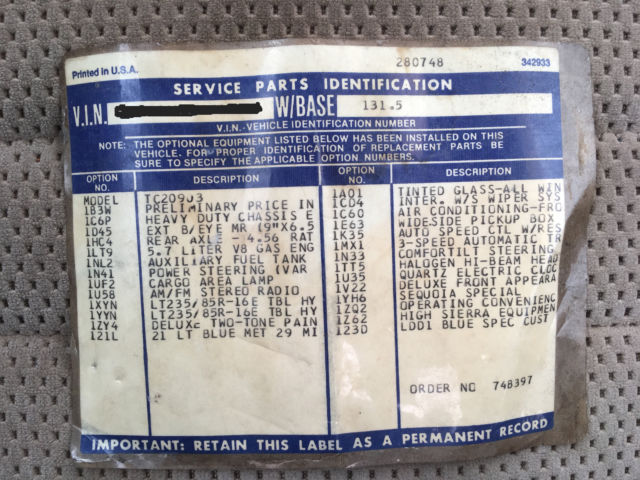 280748
Printed in U.S.A. 342933
SERVICE PARTS IDENTIFICATION
V.I.N. W/BASE 131.5
V.I.N.-VEHICLE IDENTIFICATION NUMBER
NOTE: THE OPTIONAL EQUIPMENT LISTED BELOW HAS BEEN INSTALLED ON THIS
VEHICLE. FOR PROPER IDENTIFICATION OF REPLACEMENT PARTS BE
SURE TO SPECIFY THE APPLICABLE OPTION NUMBERS.
OPTION NO. DESCRIPTION
MODEL TC20903
1B3W PRELIMINARY PRICE IN
1C6P HEAVY DUTY CHASSIS E
1D45 EXT B/EYE MR (9"X6.5
1HC4 REAR AXLE - 4.56 RAT
1LT9 5.7 LITER V8 GAS ENG
1NL2 AUXILIARY FUEL TANK
1N41 POWER STEERING (VAR
1UF2 CARGO AREA LAMP
1U58 AM/FM STEREO RADIO
1XYN LT235/85R-16E TBL HY
1YYN LT235/85R-16E TBL HY
1ZY4 DELUXE TWO-TONE PAIN
121L 21 LT BLUE MET 29 MI
OPTION NO. DESCRIPTION
1A01 TINTED GLASS-ALL WIN
1CD4 INTER. W/S WIPER SYS
1C60 AIR CONDITIONING-FRO
1E63 WIDESIDE PICKUP BOX
1K35 AUTO SPEED CTL W/RES
1MX1 3-SPEED AUTOMATIC TR
1N33 COMFORTILT STEERING
1TT5 HALOGEN HI-BEAM HEAD
1U35 QUARTZ ELECTRIC CLOC
1V22 DELUXE FRONT APPEARA
1YH6 SEQUOIA SPECIAL
1ZQ2 OPERATING CONVENIENC
1Z62 HIGH SIERRA EQUIPMEN
123D LDD1 BLUE SPEC CUST
ORDER NO 748397
IMPORTANT: RETAIN THIS LABEL AS A PERMANENT RECORD